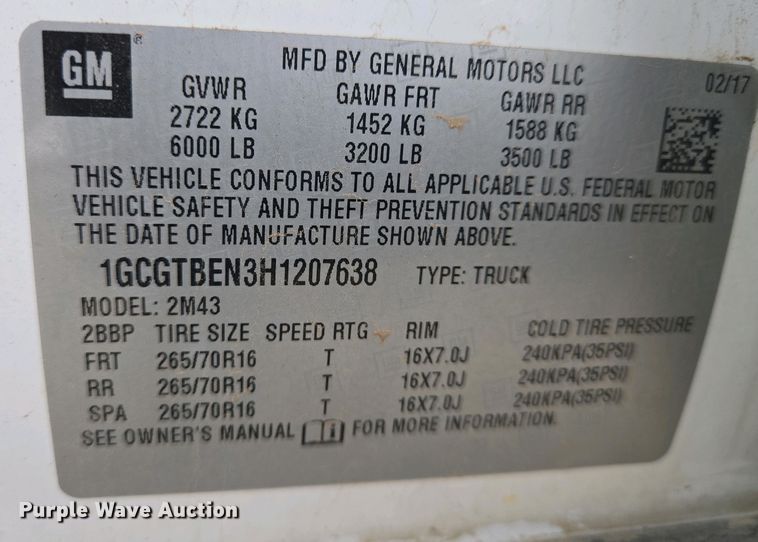 GM ®
MFD BY GENERAL MOTORS LLC
02/17
GVWR GAWR FRT GAWR RR
2722 KG 1452 KG 1588 KG
6000 LB 3200 LB 3500 LB
THIS VEHICLE CONFORMS TO ALL APPLICABLE U.S. FEDERAL MOTOR
VEHICLE SAFETY AND THEFT PREVENTION STANDARDS IN EFFECT ON
THE DATE OF MANUFACTURE SHOWN ABOVE.
1GCGTBEN3H1207638 TYPE: TRUCK
MODEL: 2M43
2BBP TIRE SIZE SPEED RTG RIM COLD TIRE PRESSURE
FRT 265/70R16 T 16X7.0J 240KPA(35PSI)
RR 265/70R16 T 16X7.0J 240KPA(35PSI)
SPA 265/70R16 T 16X7.0J 240KPA(35PSI)
SEE OWNER'S MANUAL FOR MORE INFORMATION.
Purple Wave Auction